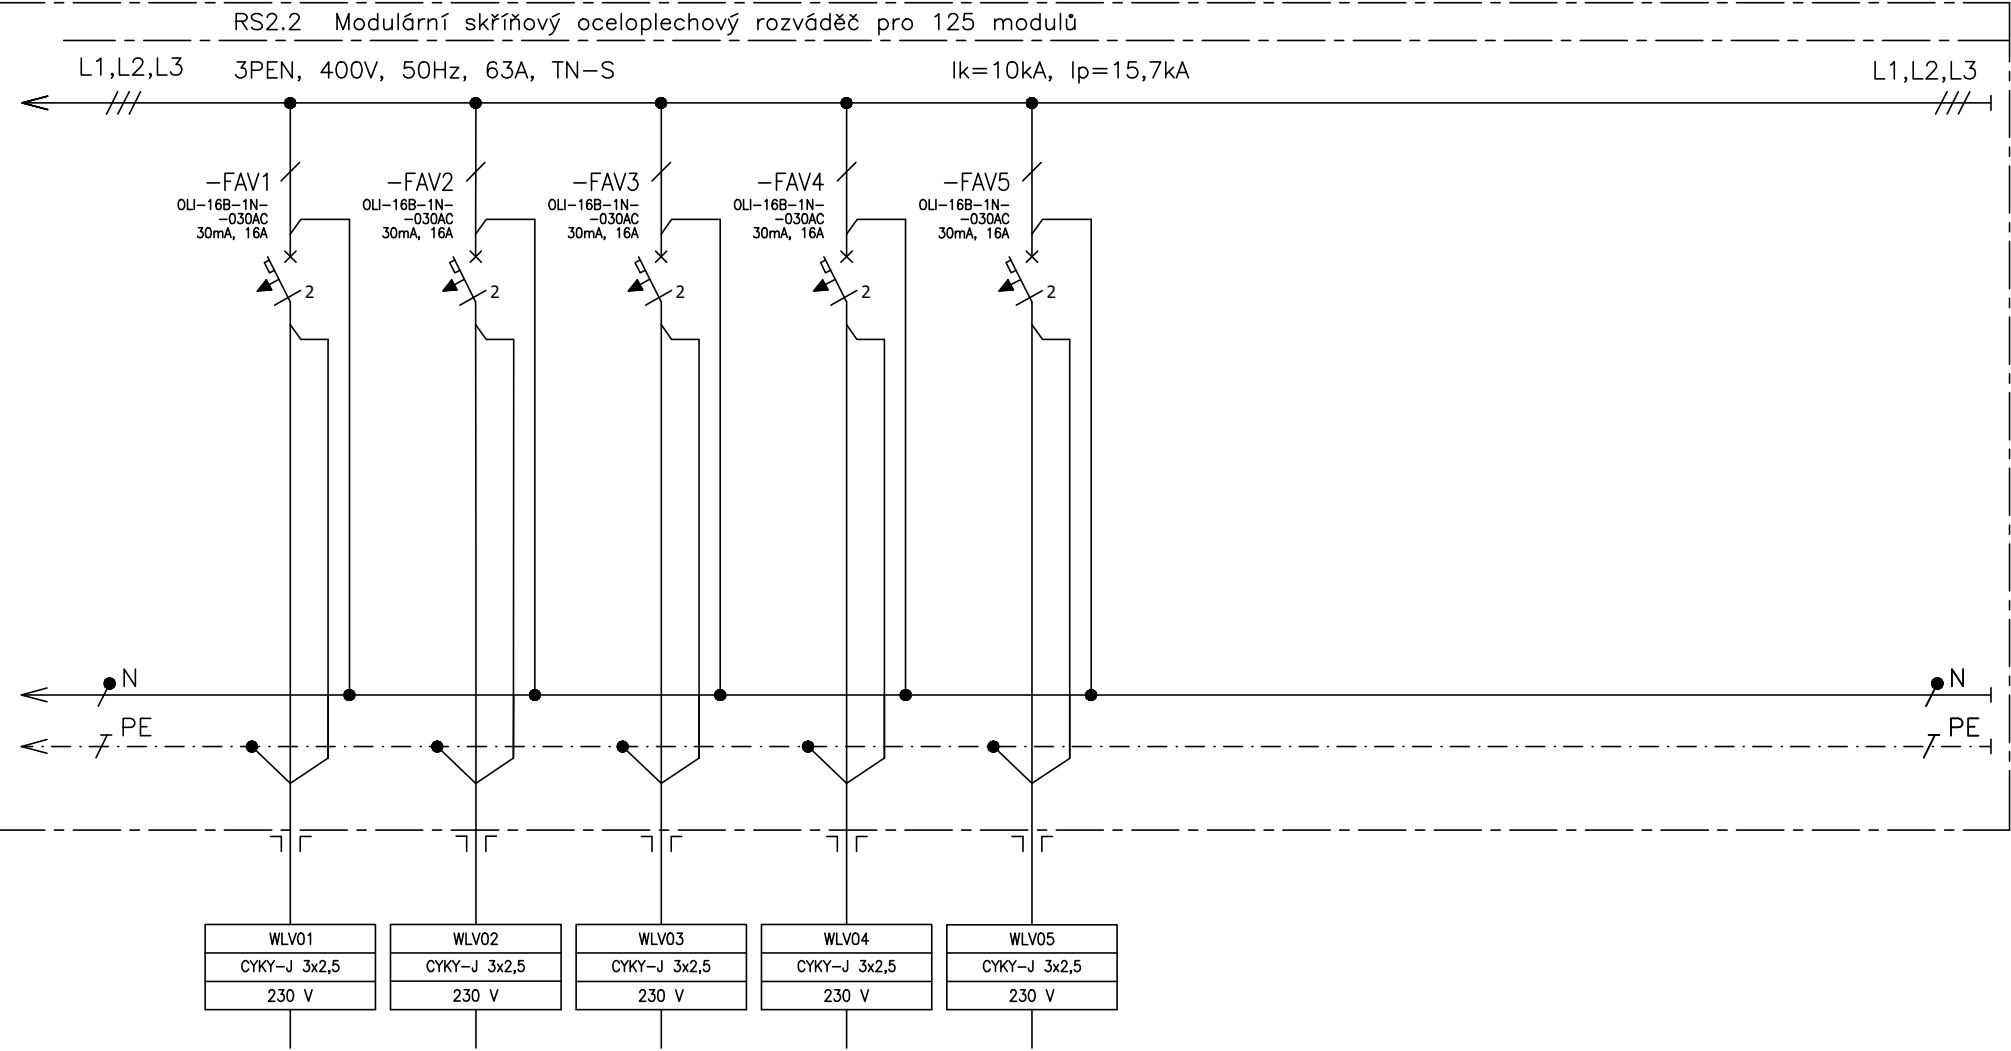 RS2.2 Modulární skříňový oceloplechový rozváděč pro 125 modulů
L1,L2,L3 3PEN, 400V, 50Hz, 63A, TN-S Ik=10kA, Ip=15,7kA L1,L2,L3
-FAV1 -FAV2 -FAV3 -FAV4 -FAV5
OLI-16B-1N- OLI-16B-1N- OLI-16B-1N- OLI-16B-1N- OLI-16B-1N-
-030AC -030AC -030AC -030AC -030AC
30mA, 16A 30mA, 16A 30mA, 16A 30mA, 16A 30mA, 16A
2 2 2 2 2
N N
PE PE
WLV01 WLV02 WLV03 WLV04 WLV05
CYKY-J 3x2,5 CYKY-J 3x2,5 CYKY-J 3x2,5 CYKY-J 3x2,5 CYKY-J 3x2,5
230 V 230 V 230 V 230 V 230 V